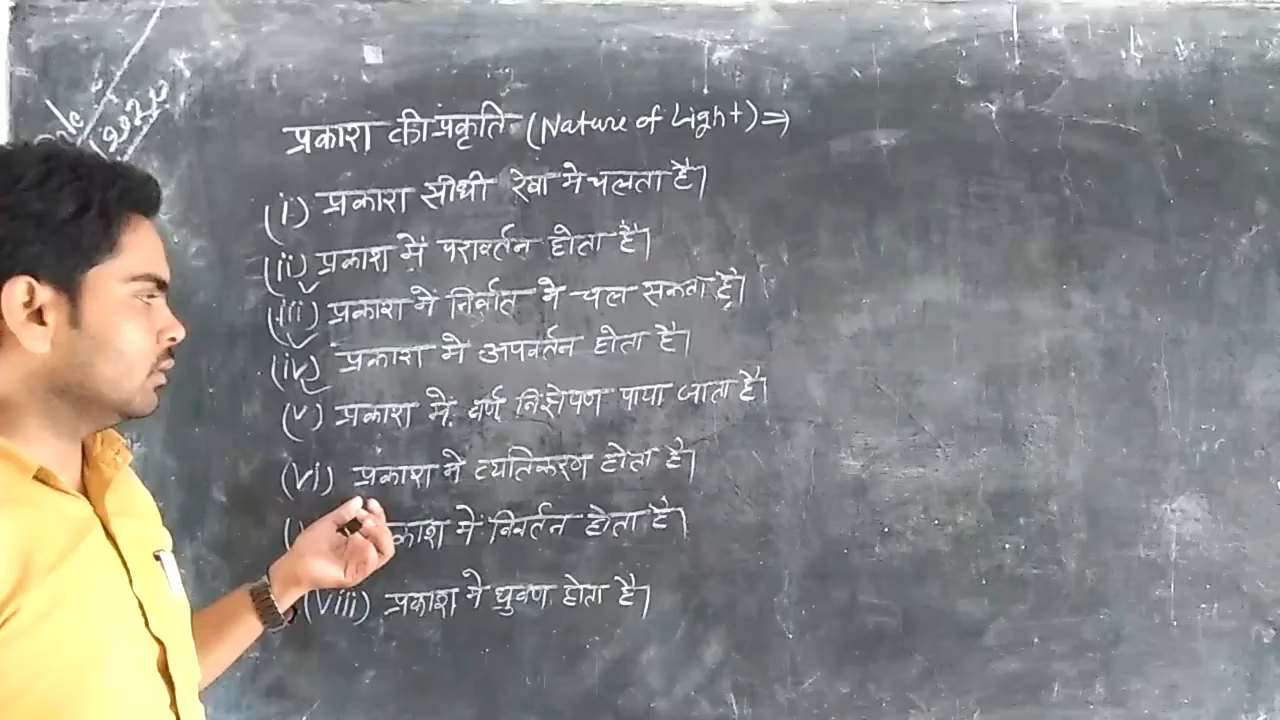 प्रकाश की प्रकृति (Nature of Light) ⇒
(i) प्रकाश सीधी रेखा मे चलता है।
(ii) प्रकाश में परावर्तन होता है।
(iii) प्रकाश में निर्वात मे चल सकता है।
(iv) प्रकाश मे अपवर्तन होता है।
(v) प्रकाश में वर्ण विक्षेपण पाया जाता है।
(vi) प्रकाश मे व्यतिकरण होता है।
काश में विवर्तन होता है।
(viii) प्रकाश मे ध्रुवण होता है।